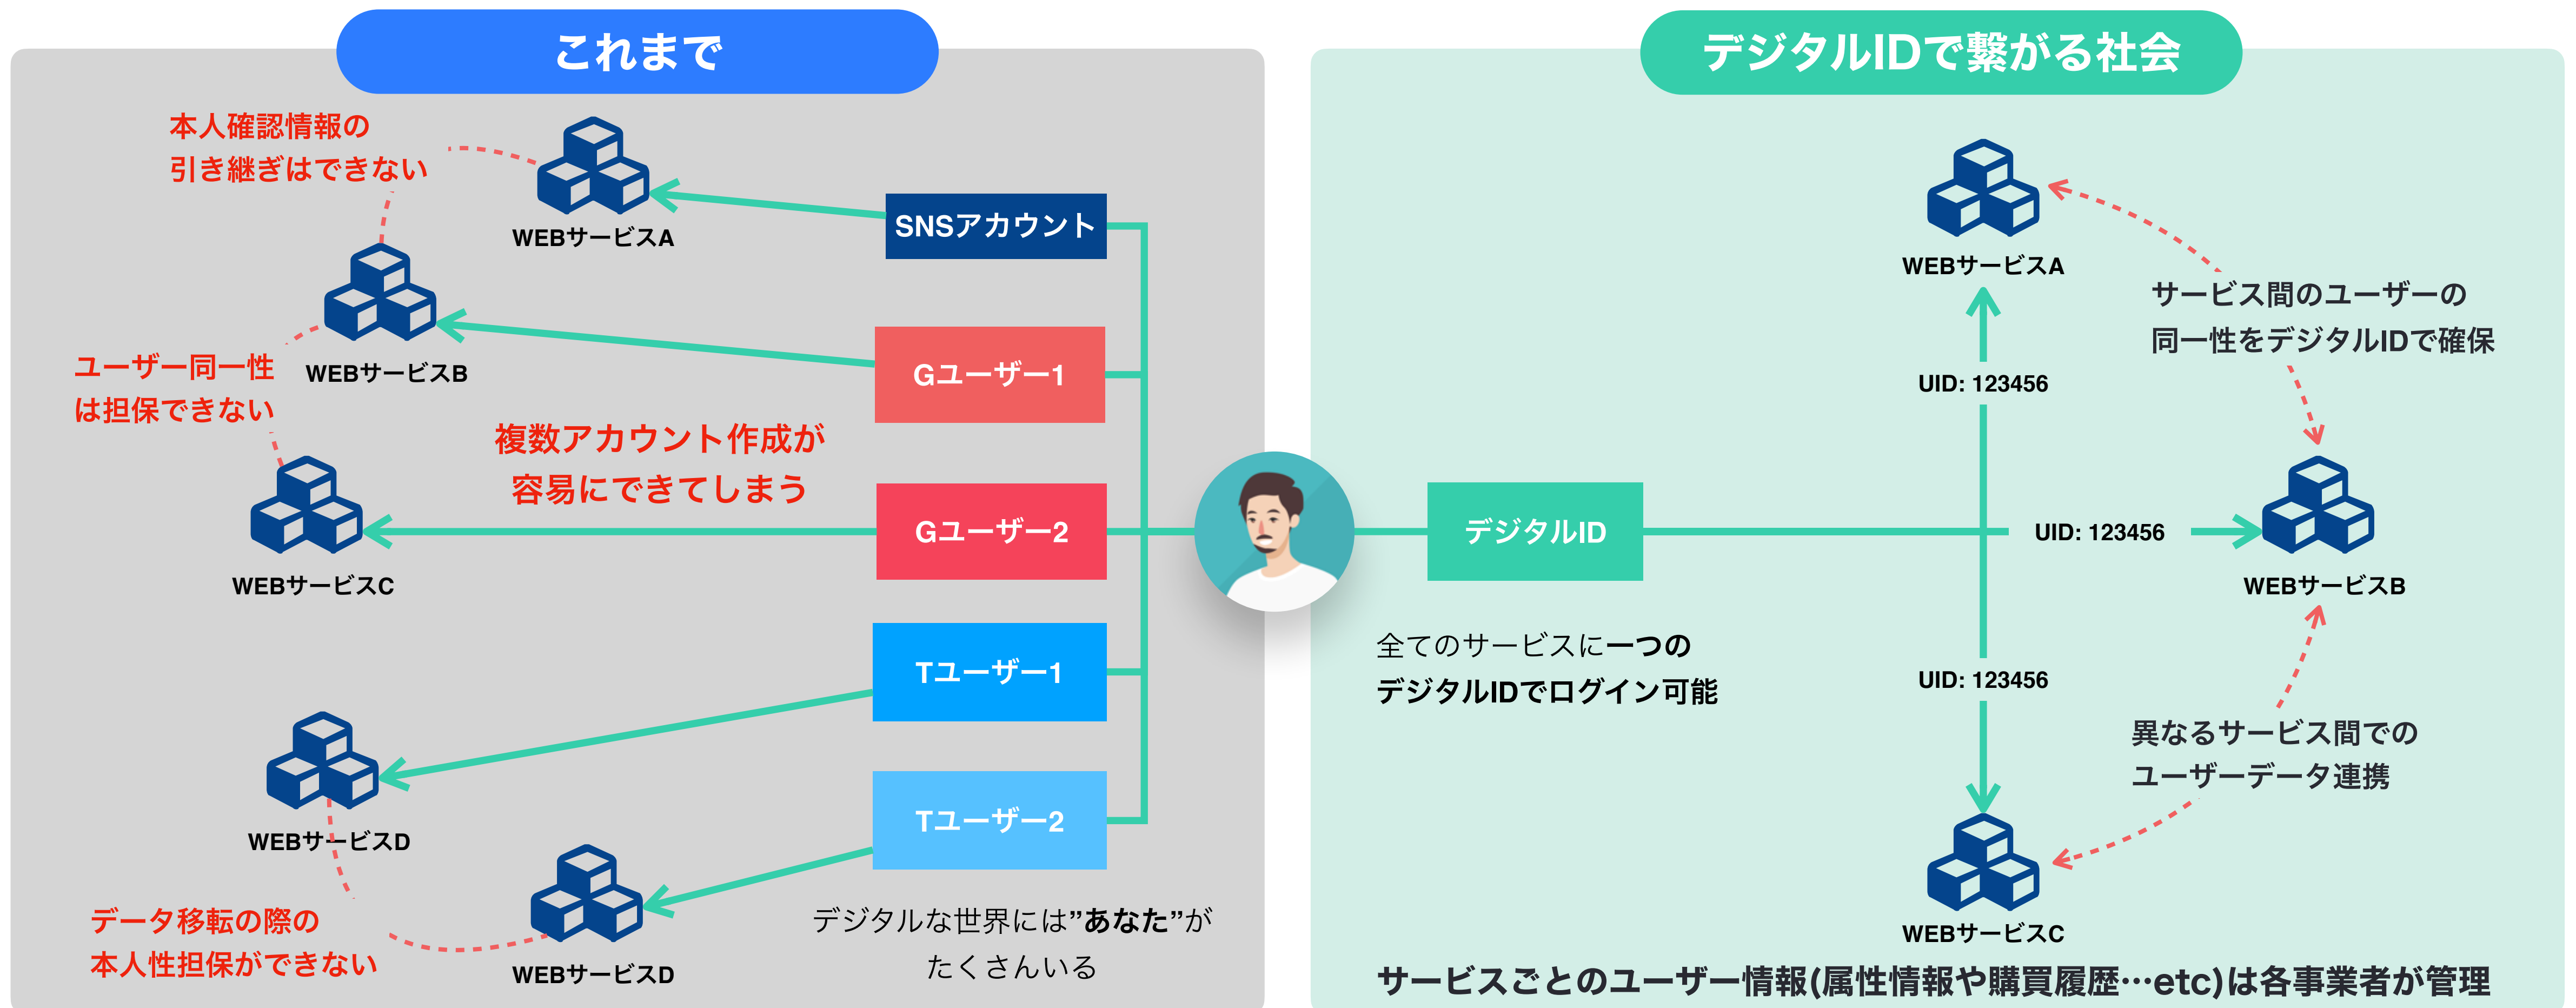 これまで
本人確認情報の
引き継ぎはできない
WEBサービスA
SNSアカウント
WEBサービスB
Gユーザー1
ユーザー同一性
は担保できない
複数アカウント作成が
容易にできてしまう
Gユーザー2
WEBサービスC
Tユーザー1
WEBサービスD
Tユーザー2
データ移転の際の
本人性担保ができない
WEBサービスD
デジタルな世界には”あなた”が
たくさんいる
デジタルIDで繋がる社会
WEBサービスA
サービス間のユーザーの
同一性をデジタルIDで確保
UID: 123456
デジタルID
UID: 123456
WEBサービスB
全てのサービスに一つの
デジタルIDでログイン可能
UID: 123456
異なるサービス間での
ユーザーデータ連携
WEBサービスC
サービスごとのユーザー情報(属性情報や購買履歴…etc)は各事業者が管理